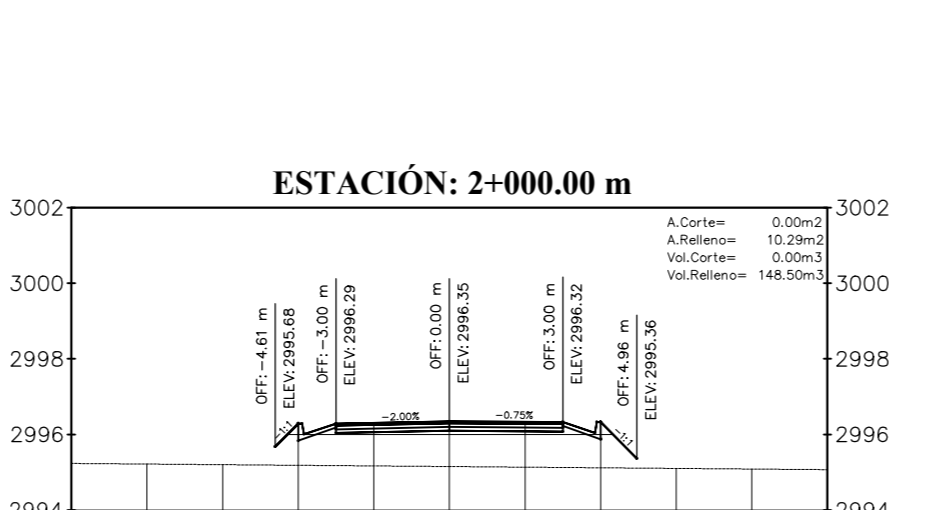 ESTACIÓN: 2+000.00 m
3002
3002
A.Corte= 0.00m2
A.Relleno= 10.29m2
Vol.Corte= 0.00m3
Vol.Relleno= 148.50m3
3000
3000
OFF: -4.61 m
ELEV: 2995.68
OFF: -3.00 m
ELEV: 2996.29
OFF: 0.00 m
ELEV: 2996.35
OFF: 3.00 m
ELEV: 2996.32
OFF: 4.96 m
ELEV: 2995.36
2998
2998
-1:1
-2.00%
-0.75%
-1:1
2996
2996
2994
2994